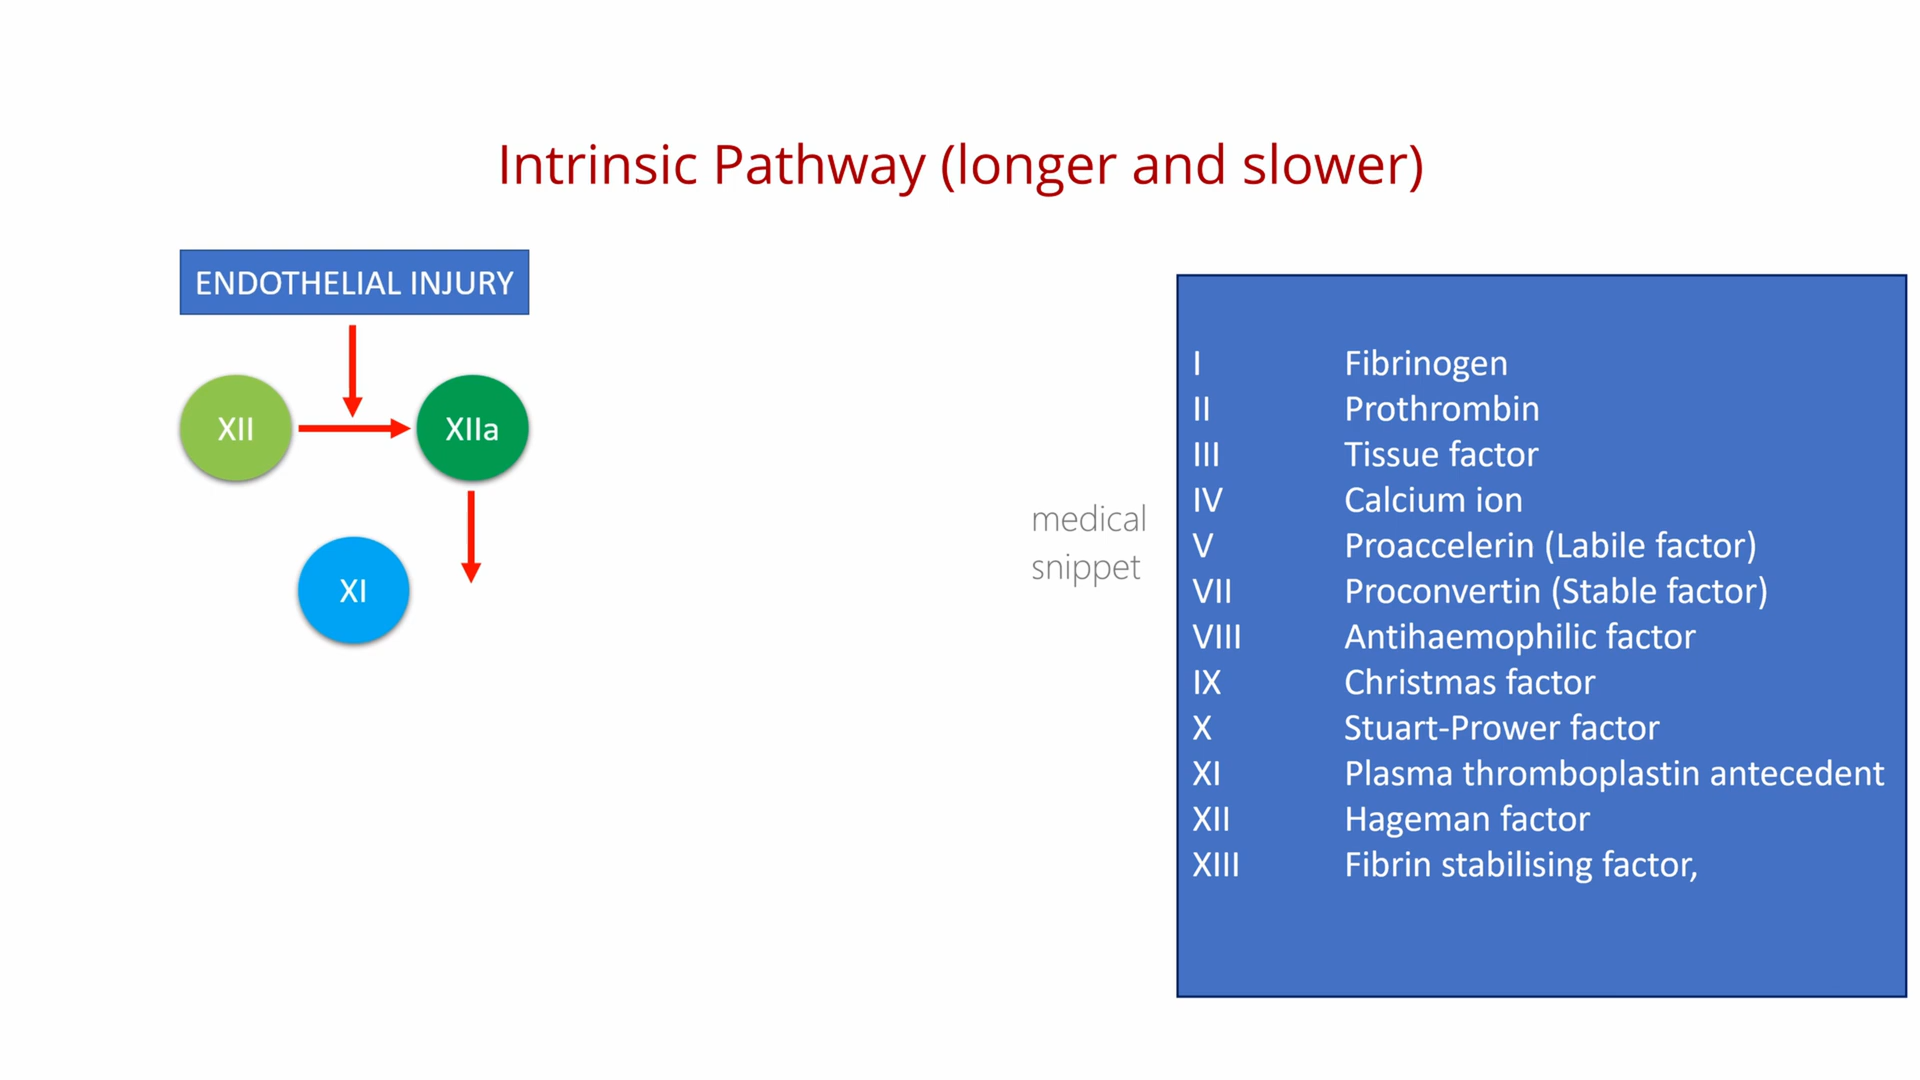 Intrinsic Pathway (longer and slower)
ENDOTHELIAL INJURY
XII
XIIa
XI
medical
snippet
I Fibrinogen
II Prothrombin
III Tissue factor
IV Calcium ion
V Proaccelerin (Labile factor)
VII Proconvertin (Stable factor)
VIII Antihaemophilic factor
IX Christmas factor
X Stuart-Prower factor
XI Plasma thromboplastin antecedent
XII Hageman factor
XIII Fibrin stabilising factor,